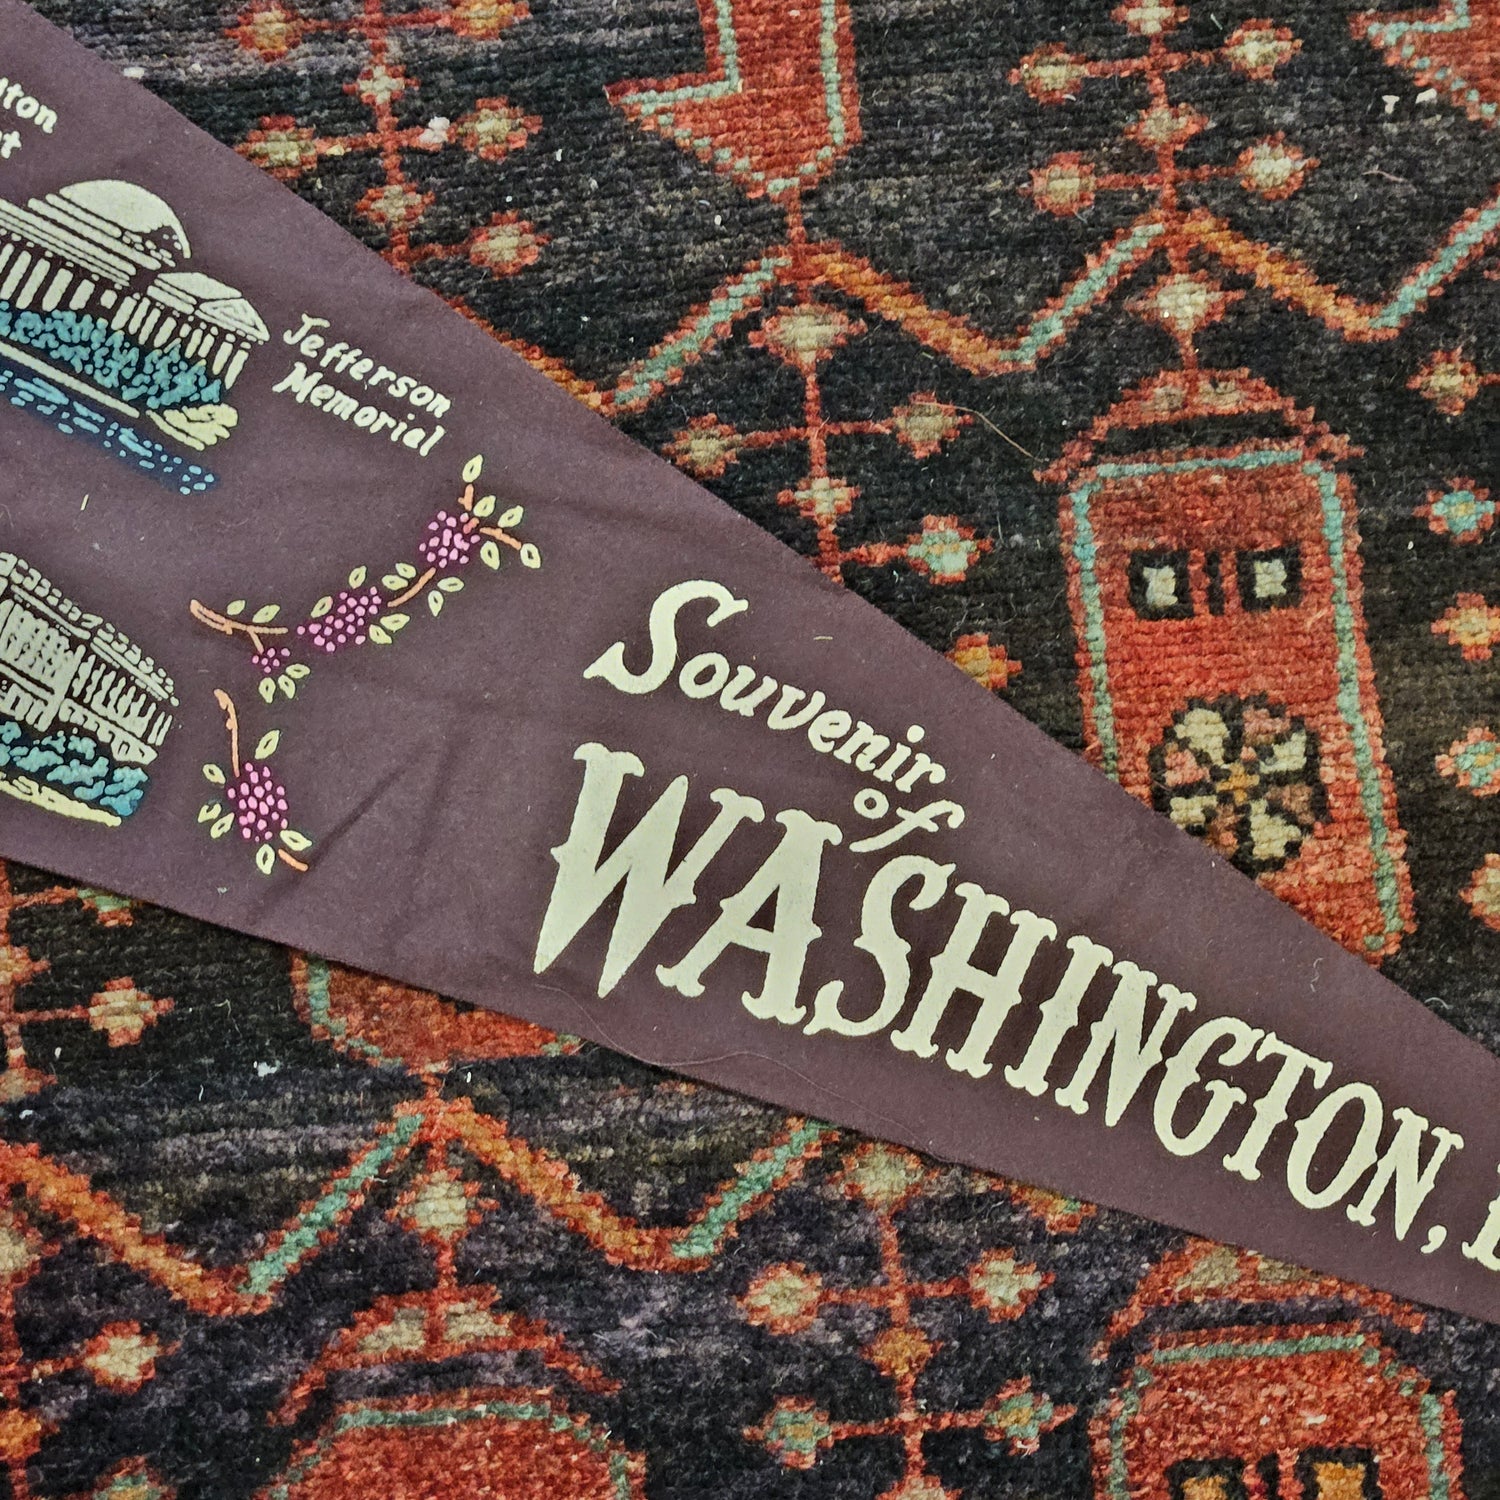 Jefferson
Memorial
Souvenir
of
WASHINGTON,